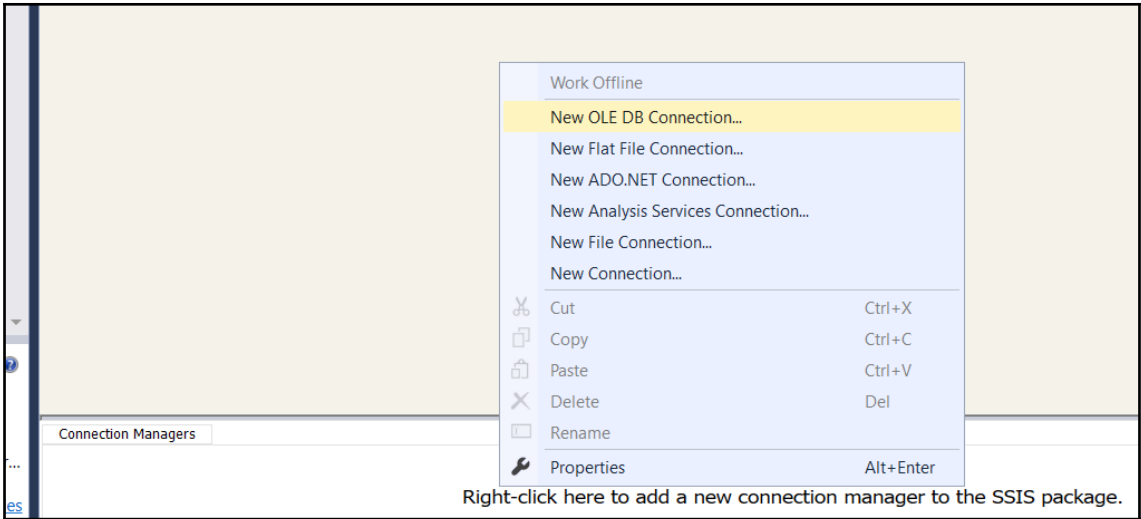 Work Offline
New OLE DB Connection...
New Flat File Connection...
New ADO.NET Connection...
New Analysis Services Connection...
New File Connection...
New Connection...
Cut Ctrl+X
Copy Ctrl+C
Paste Ctrl+V
Delete Del
Connection Managers
Rename
Properties Alt+Enter
Right-click here to add a new connection manager to the SSIS package.
es